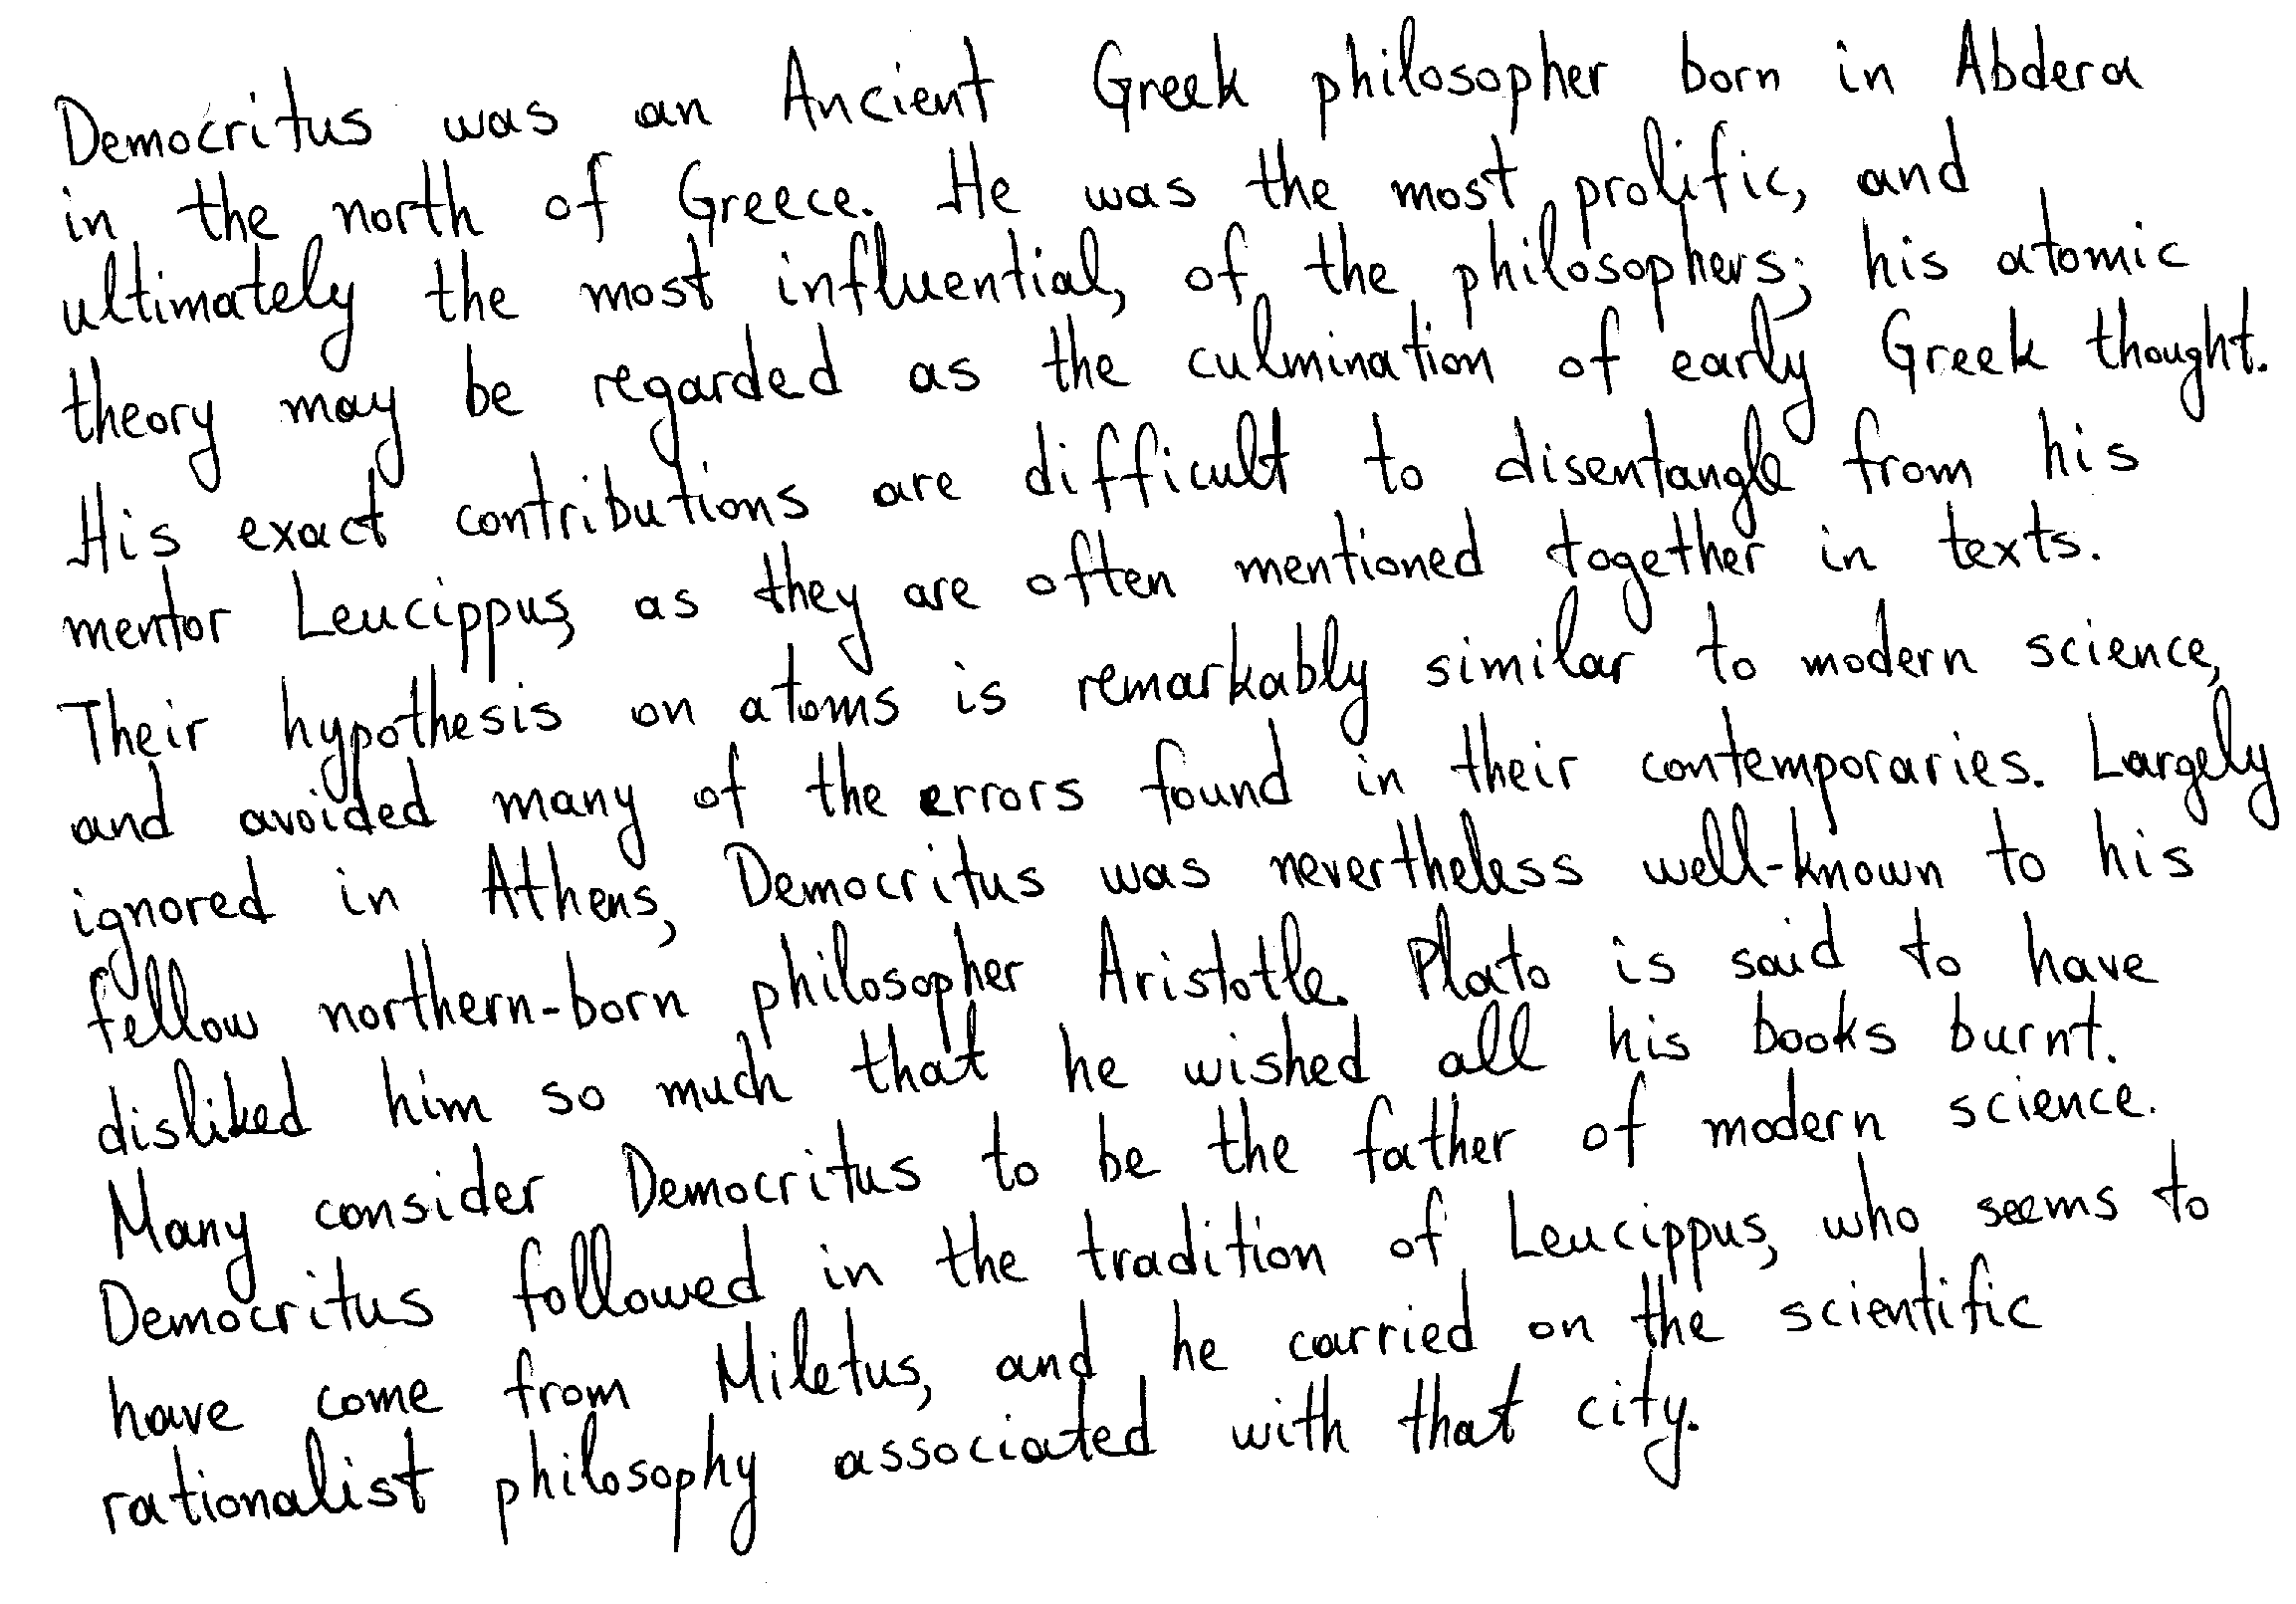 Democritus was an Ancient Greek philosopher born in Abdera
in the north of Greece. He was the most prolific, and
ultimately the most influential, of the philosophers; his atomic
theory may be regarded as the culmination of early Greek thought.
His exact contributions are difficult to disentangle from his
mentor Leucippus, as they are often mentioned together in texts.
Their hypothesis on atoms is remarkably similar to modern science,
and avoided many of the errors found in their contemporaries. Largely
ignored in Athens, Democritus was nevertheless well-known to his
fellow northern-born philosopher Aristotle. Plato is said to have
disliked him so much that he wished all his books burnt.
Many consider Democritus to be the father of modern science.
Democritus followed in the tradition of Leucippus, who seems to
have come from Miletus, and he carried on the scientific
rationalist philosophy associated with that city.